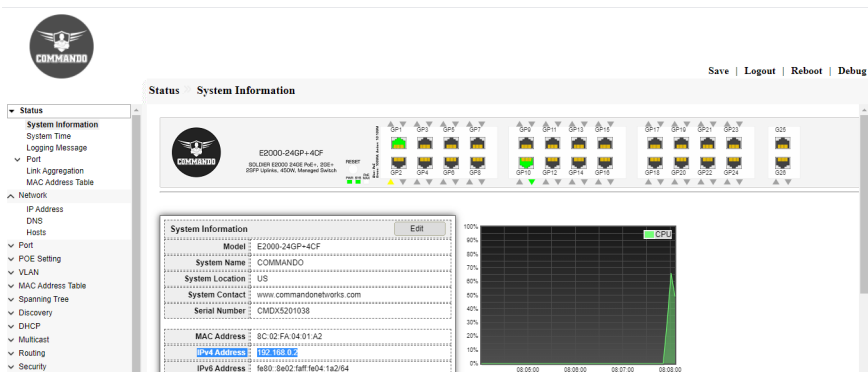 COMMANDO
Save | Logout | Reboot | Debug
Status System Information
Status
System Information
System Time
Logging Message
Port
Link Aggregation
MAC Address Table
Network
IP Address
DNS
Hosts
Port
POE Setting
VLAN
MAC Address Table
Spanning Tree
Discovery
DHCP
Multicast
Routing
Security
COMMANDO
E2000-24GP+4CF
SOLDIER E2000 24GE PoE+, 2GE+
2SFP Uplinks, 450W, Managed Switch
RESET
GP1 GP3 GP5 GP7 GP9 GP11 GP13 GP15 GP17 GP19 GP21 GP23 G25
GP2 GP4 GP6 GP8 GP10 GP12 GP14 GP16 GP18 GP20 GP22 GP24 G26
System Information Edit
Model E2000-24GP+4CF
System Name COMMANDO
System Location US
System Contact www.commandonetworks.com
Serial Number CMDX5201038
MAC Address 8C:02:FA:04:01:A2
IPv4 Address 192.168.0.2
IPv6 Address fe80::8e02:faff:fe04:1a2/64
CPU
100%
90%
80%
70%
60%
50%
40%
30%
20%
10%
0%
08:05:00 08:06:00 08:07:00 08:08:00